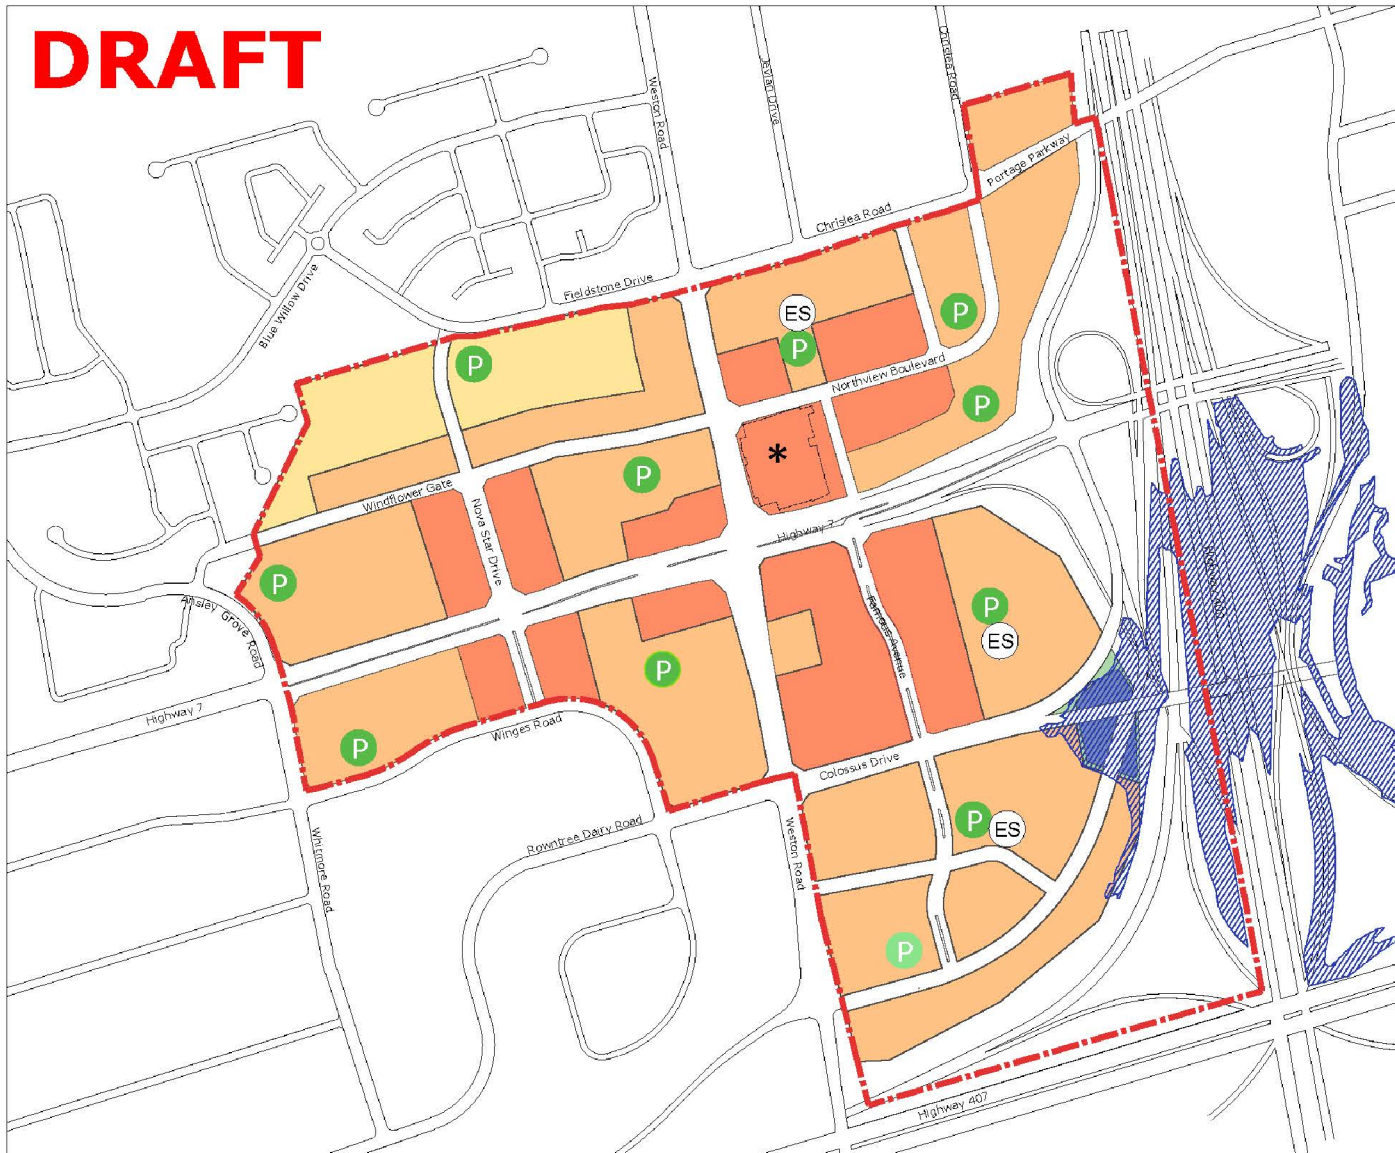 DRAFT
Weston Road
Jevlan Drive
Chrislea Road
Portage Parkway
Chrislea Road
Fieldstone Drive
Blue Willow Drive
ES
P
P
P
P
Northview Boulevard
P
*
P
Windflower Gate
Nova Star Drive
Highway 7
P
Ansley Grove Road
Famous Avenue
P
ES
P
Highway 7
Winges Road
P
Colossus Drive
P
ES
Rowntree Dairy Road
Weston Road
Whitmore Road
P
Highway 407